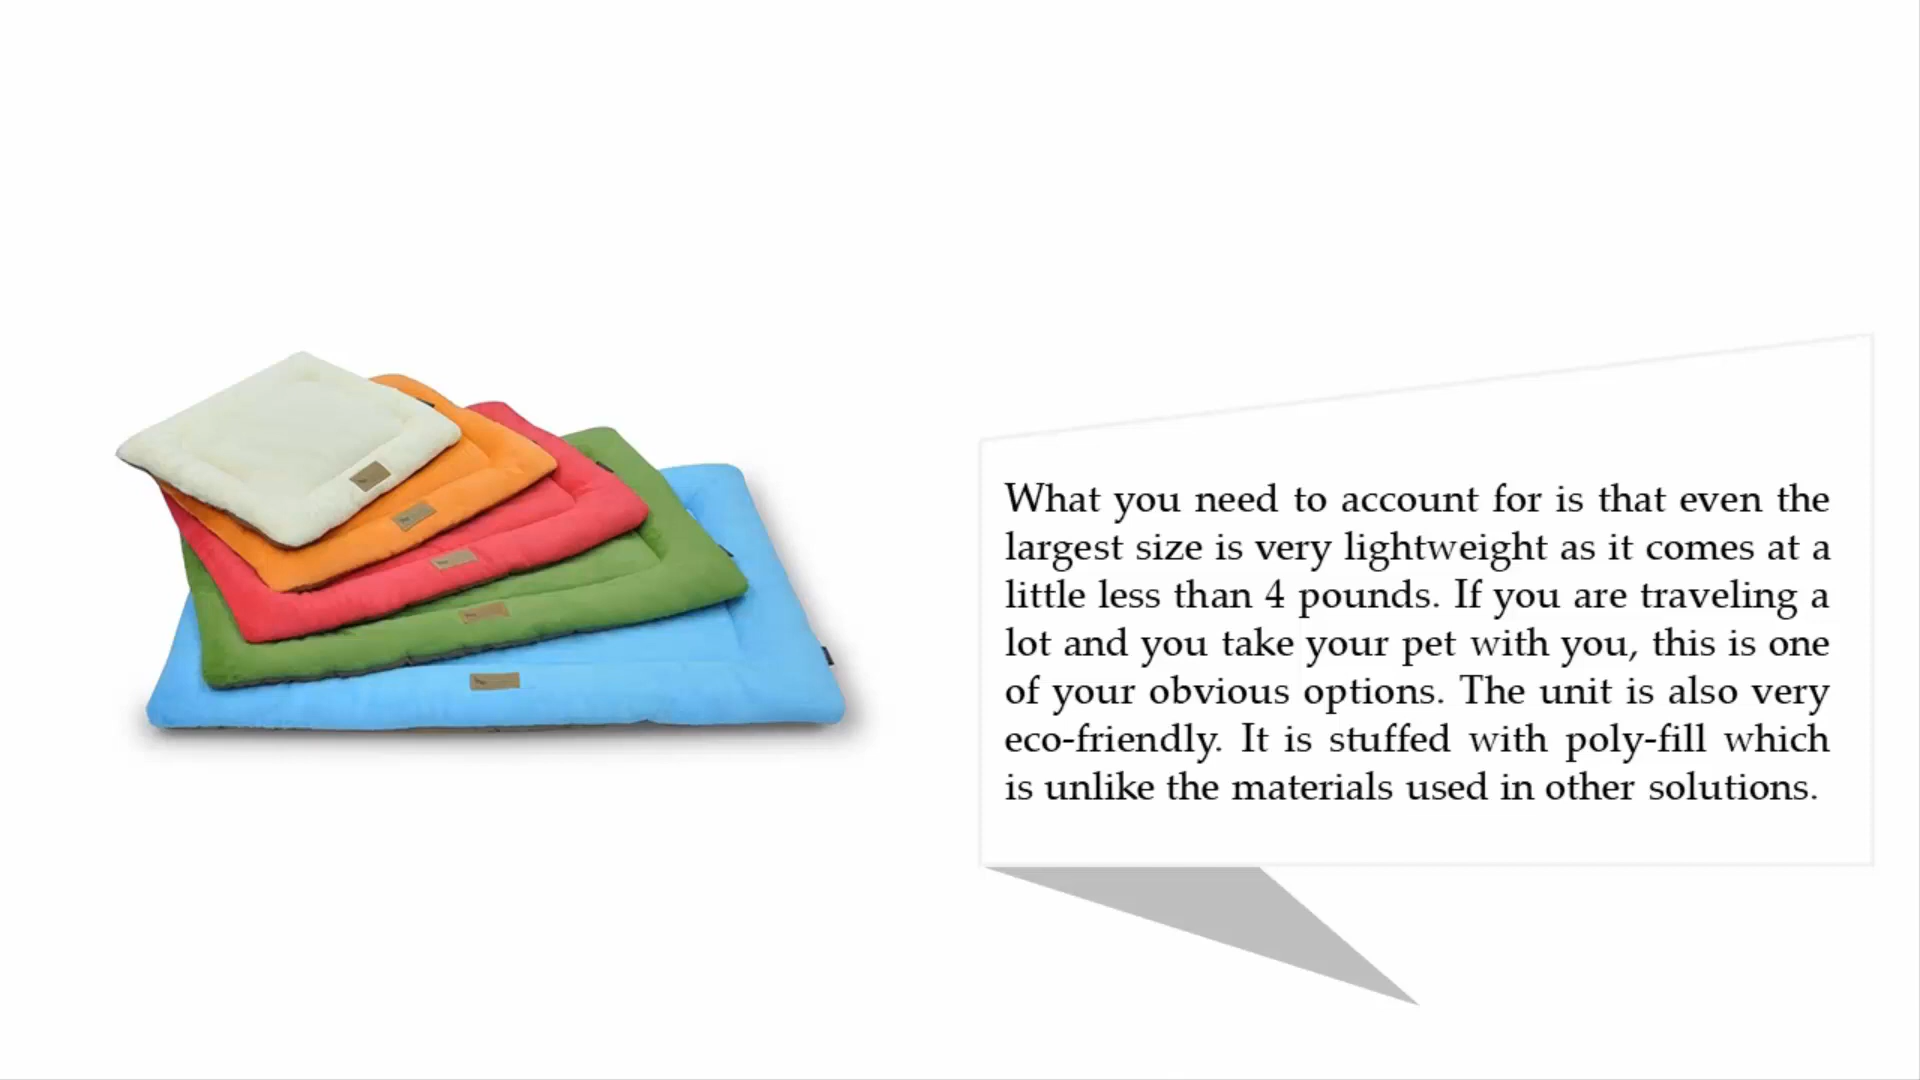 What you need to account for is that even the
largest size is very lightweight as it comes at a
little less than 4 pounds. If you are traveling a
lot and you take your pet with you, this is one
of your obvious options. The unit is also very
eco-friendly. It is stuffed with poly-fill which
is unlike the materials used in other solutions.